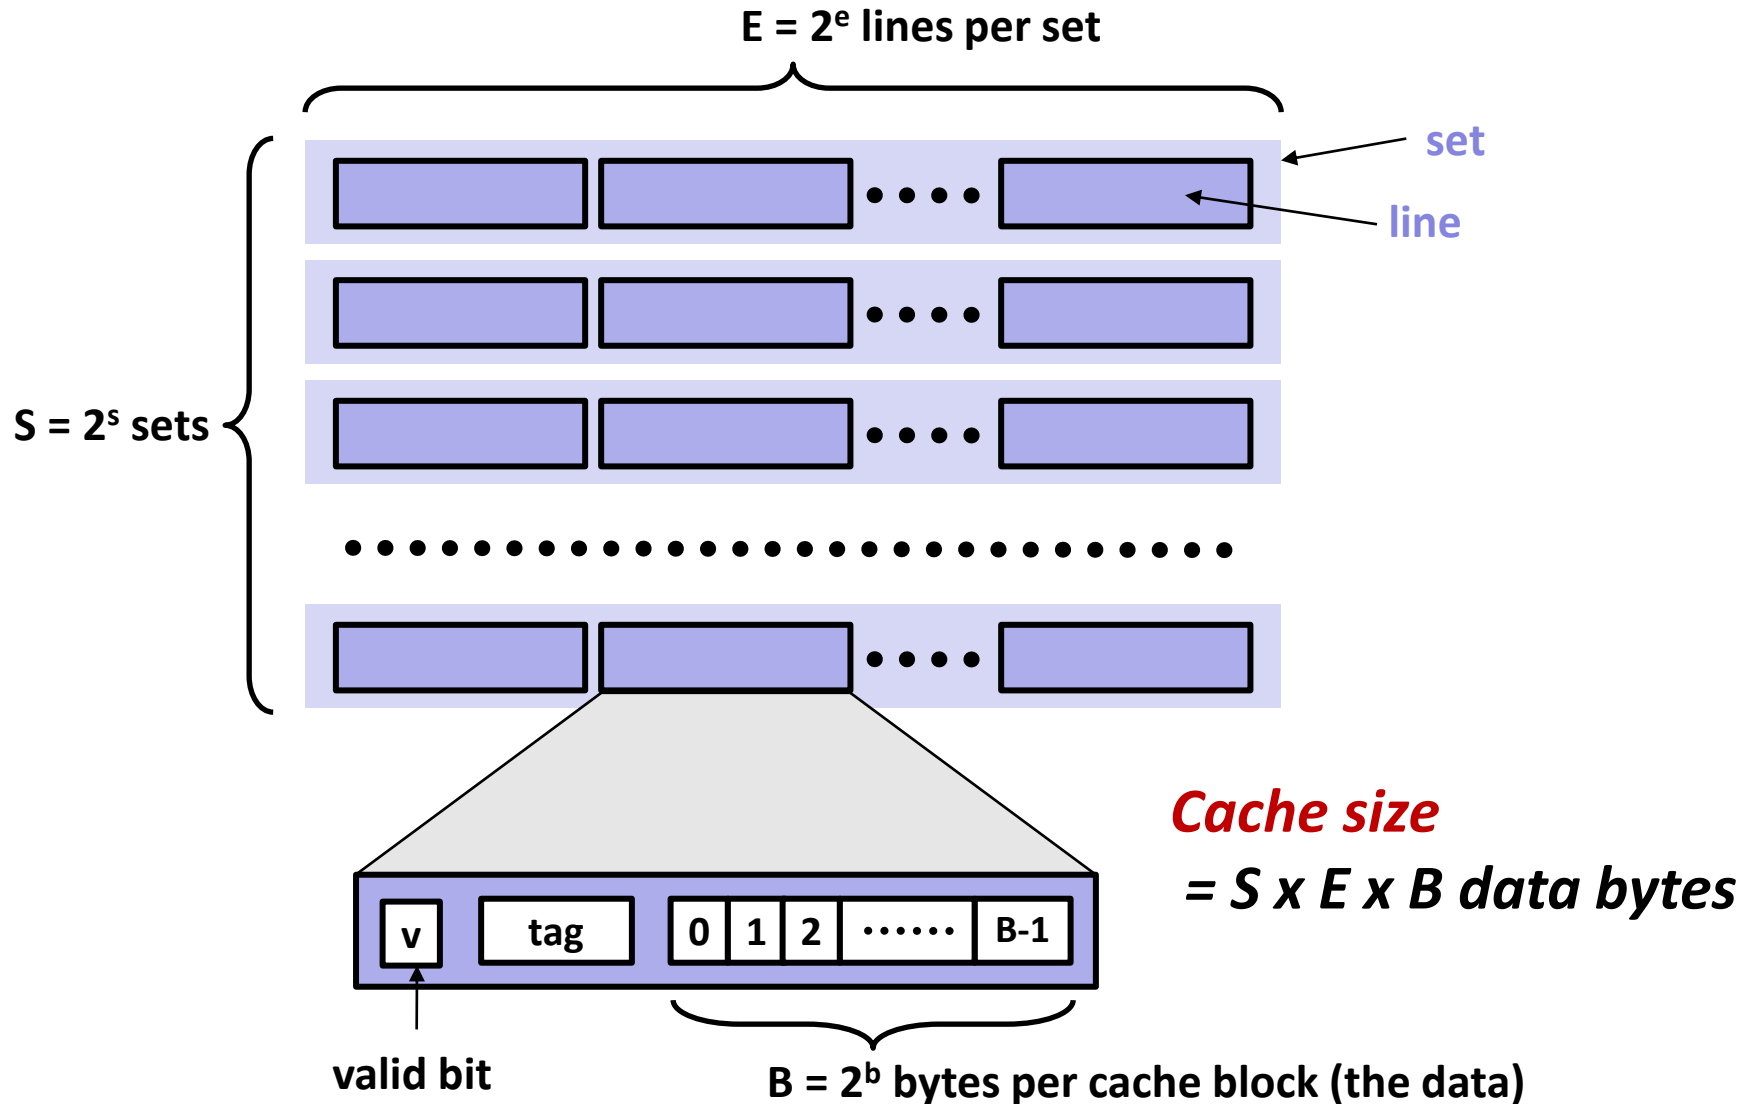 E = 2ᵉ lines per set
set
line
S = 2ˢ sets
Cache size
= S x E x B data bytes
v
tag
0 1 2 •••••• B-1
valid bit
B = 2ᵇ bytes per cache block (the data)